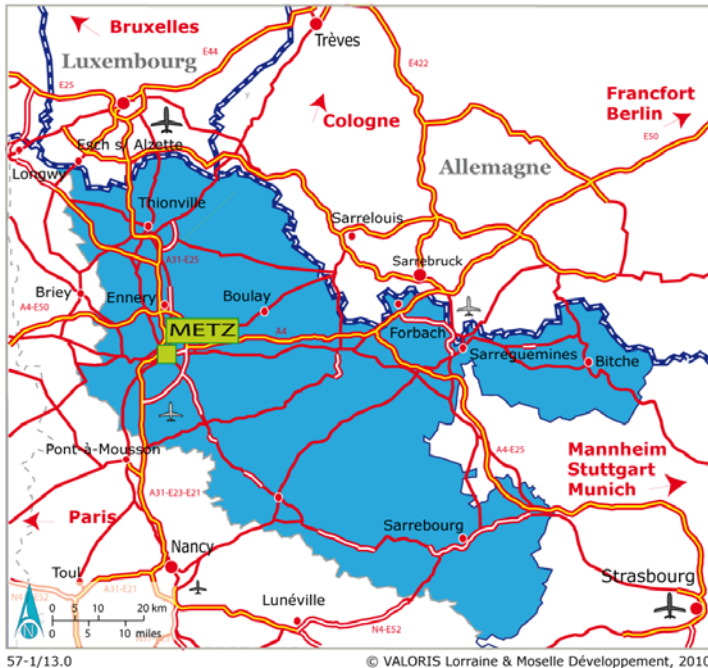 Bruxelles
Trèves
Luxembourg
E44
E422
E25
Francfort
Berlin
Cologne
E50
Esch s/ Alzette
Allemagne
Longwy
Thionville
Sarrelouis
A31-E25
Sarrebruck
Briey
Ennery
Boulay
A4-E50
METZ
A4
Forbach
Sarreguemines
Bitche
Pont-à-Mousson
A4-E25
Mannheim
Stuttgart
Munich
A31-E23-E21
Paris
Sarrebourg
Nancy
Toul
Strasbourg
A31-E21
N4-E52
0 5 10 20 km
Lunéville
0 5 10 miles
N4-E52
N
57-1/13.0
© VALORIS Lorraine & Moselle Développement, 2010